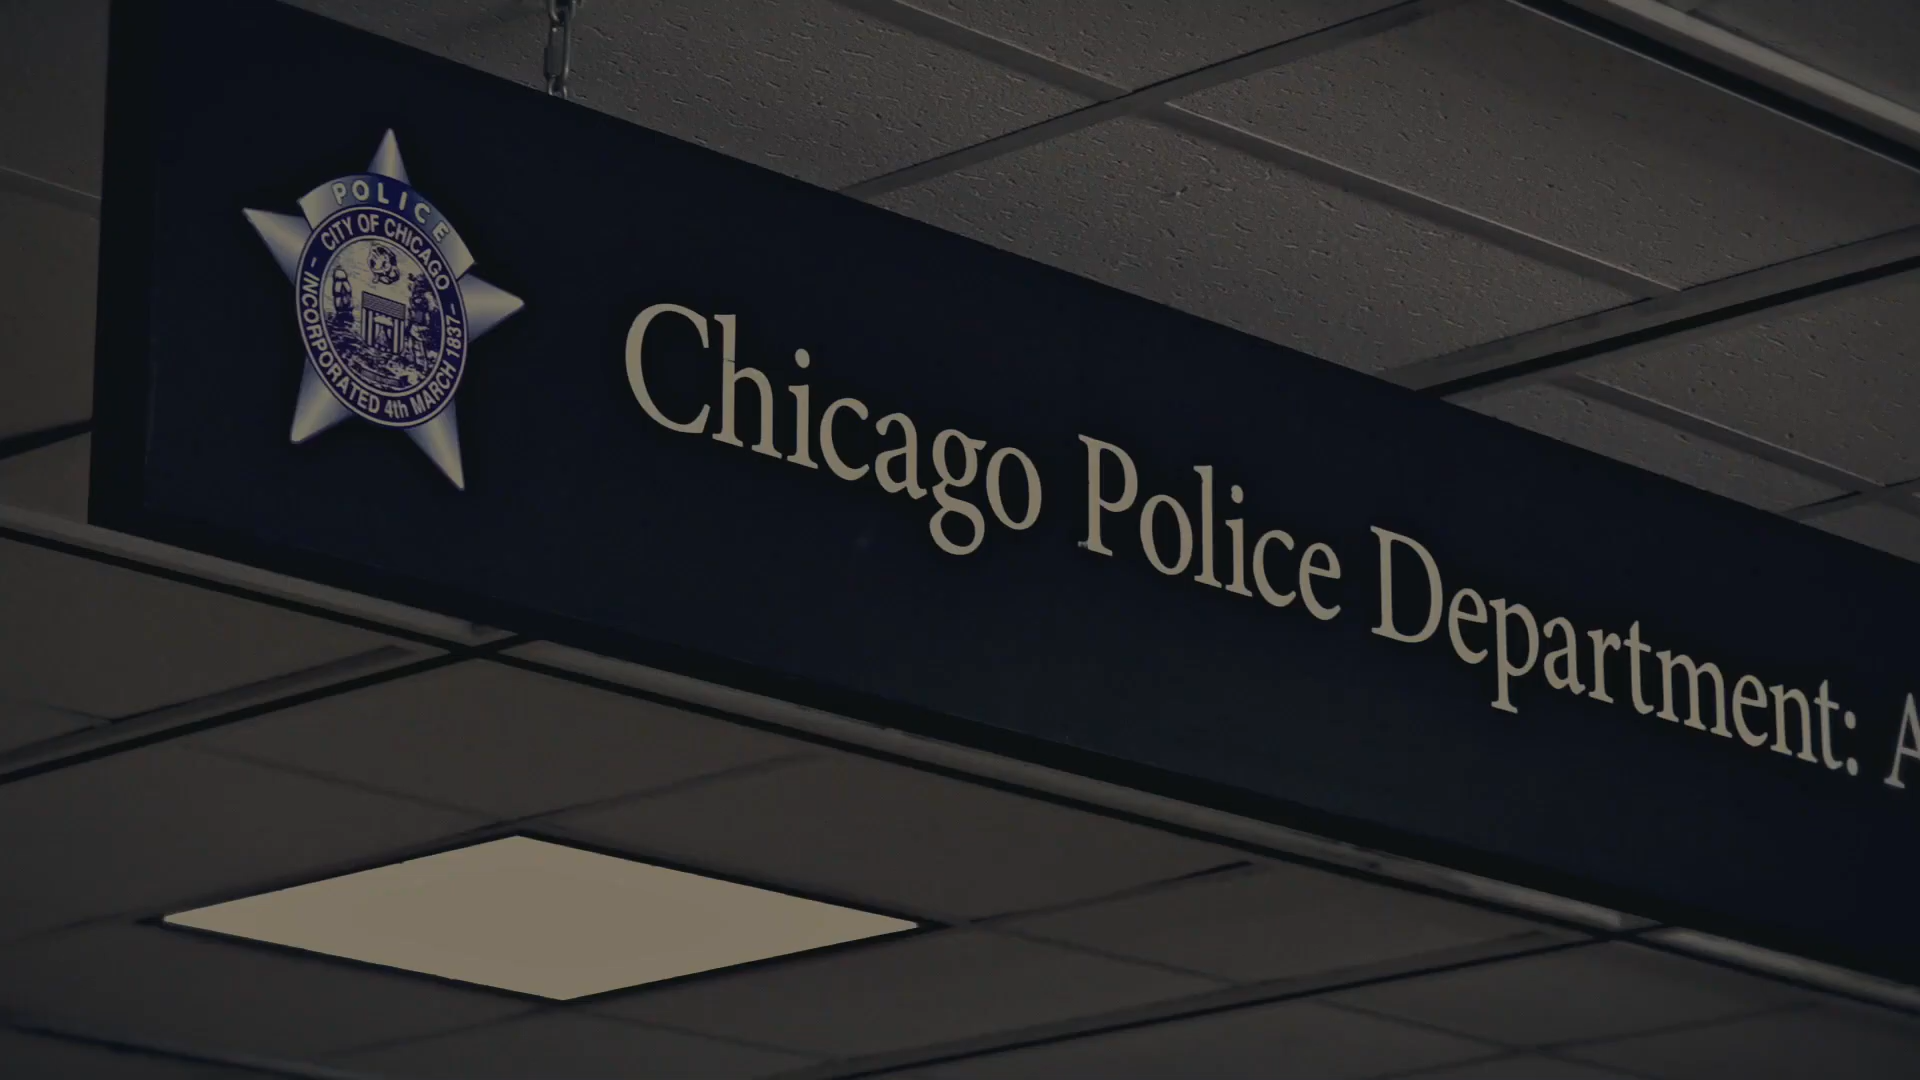 POLICE
CITY OF CHICAGO
- INCORPORATED 4th MARCH 1837 -
Chicago Police Department: A